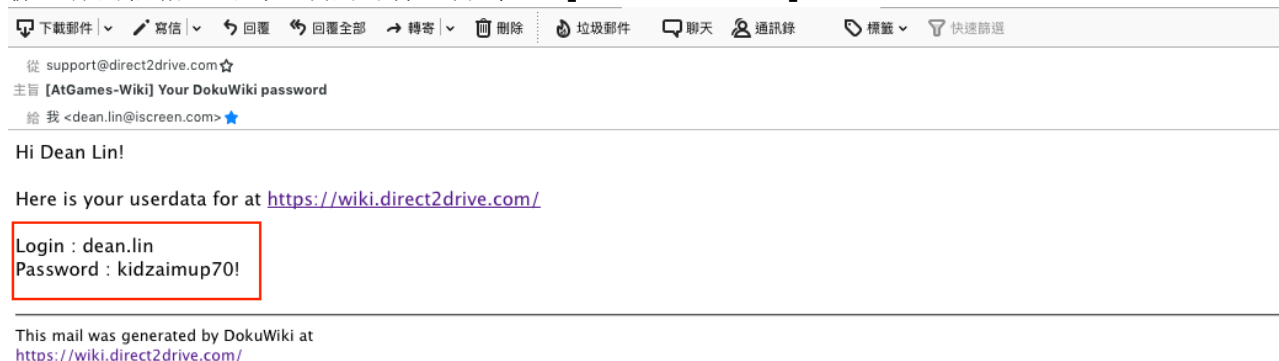 下載郵件 寫信 回覆 回覆全部 轉寄 刪除 垃圾郵件 聊天 通訊錄 標籤 快速篩選
從 support@direct2drive.com
主旨 [AtGames-Wiki] Your DokuWiki password
給 我 <dean.lin@iscreen.com>
Hi Dean Lin!
Here is your userdata for at https://wiki.direct2drive.com/
Login : dean.lin
Password : kidzaimup70!
This mail was generated by DokuWiki at
https://wiki.direct2drive.com/